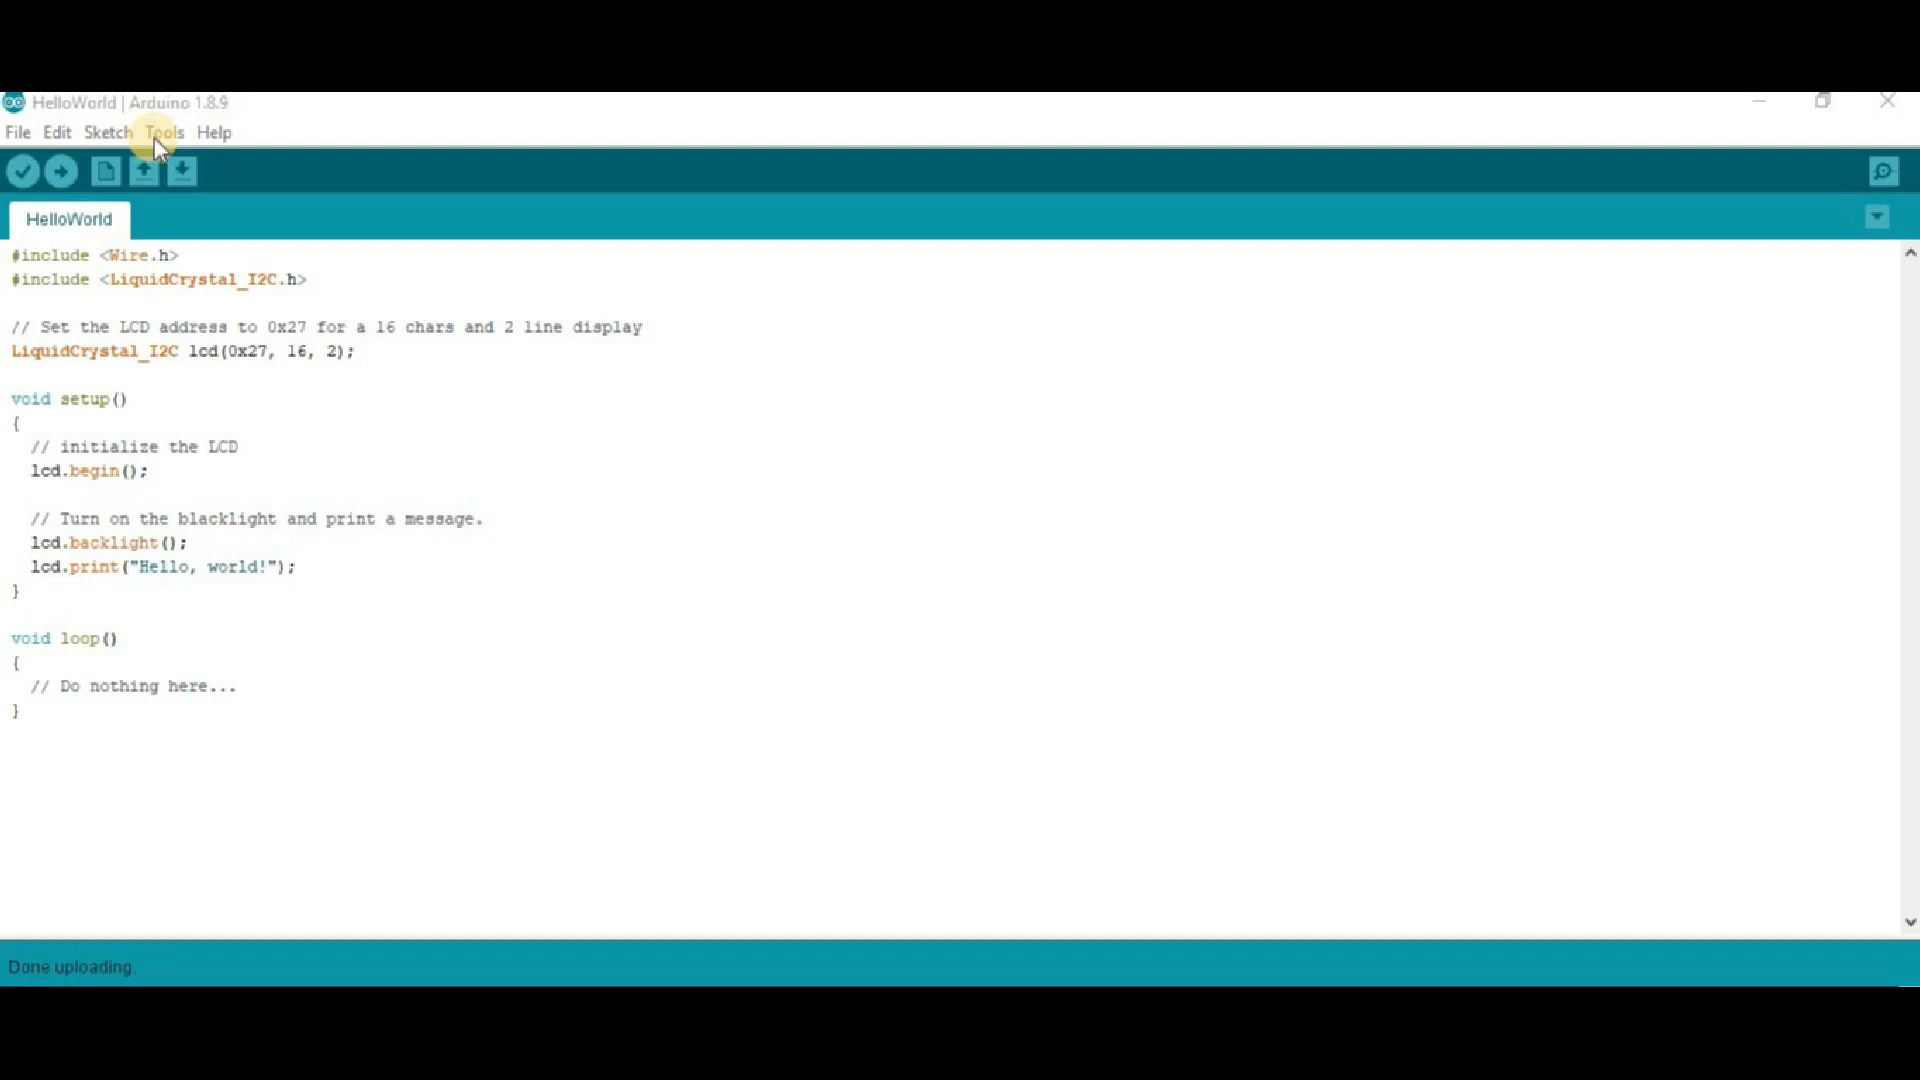 HelloWorld | Arduino 1.8.9
File Edit Sketch Tools Help
HelloWorld
#include <Wire.h>
#include <LiquidCrystal_I2C.h>
// Set the LCD address to 0x27 for a 16 chars and 2 line display
LiquidCrystal_I2C lcd(0x27, 16, 2);
void setup()
{
// initialize the LCD
lcd.begin();
// Turn on the blacklight and print a message.
lcd.backlight();
lcd.print("Hello, world!");
}
void loop()
{
// Do nothing here...
}
Done uploading.